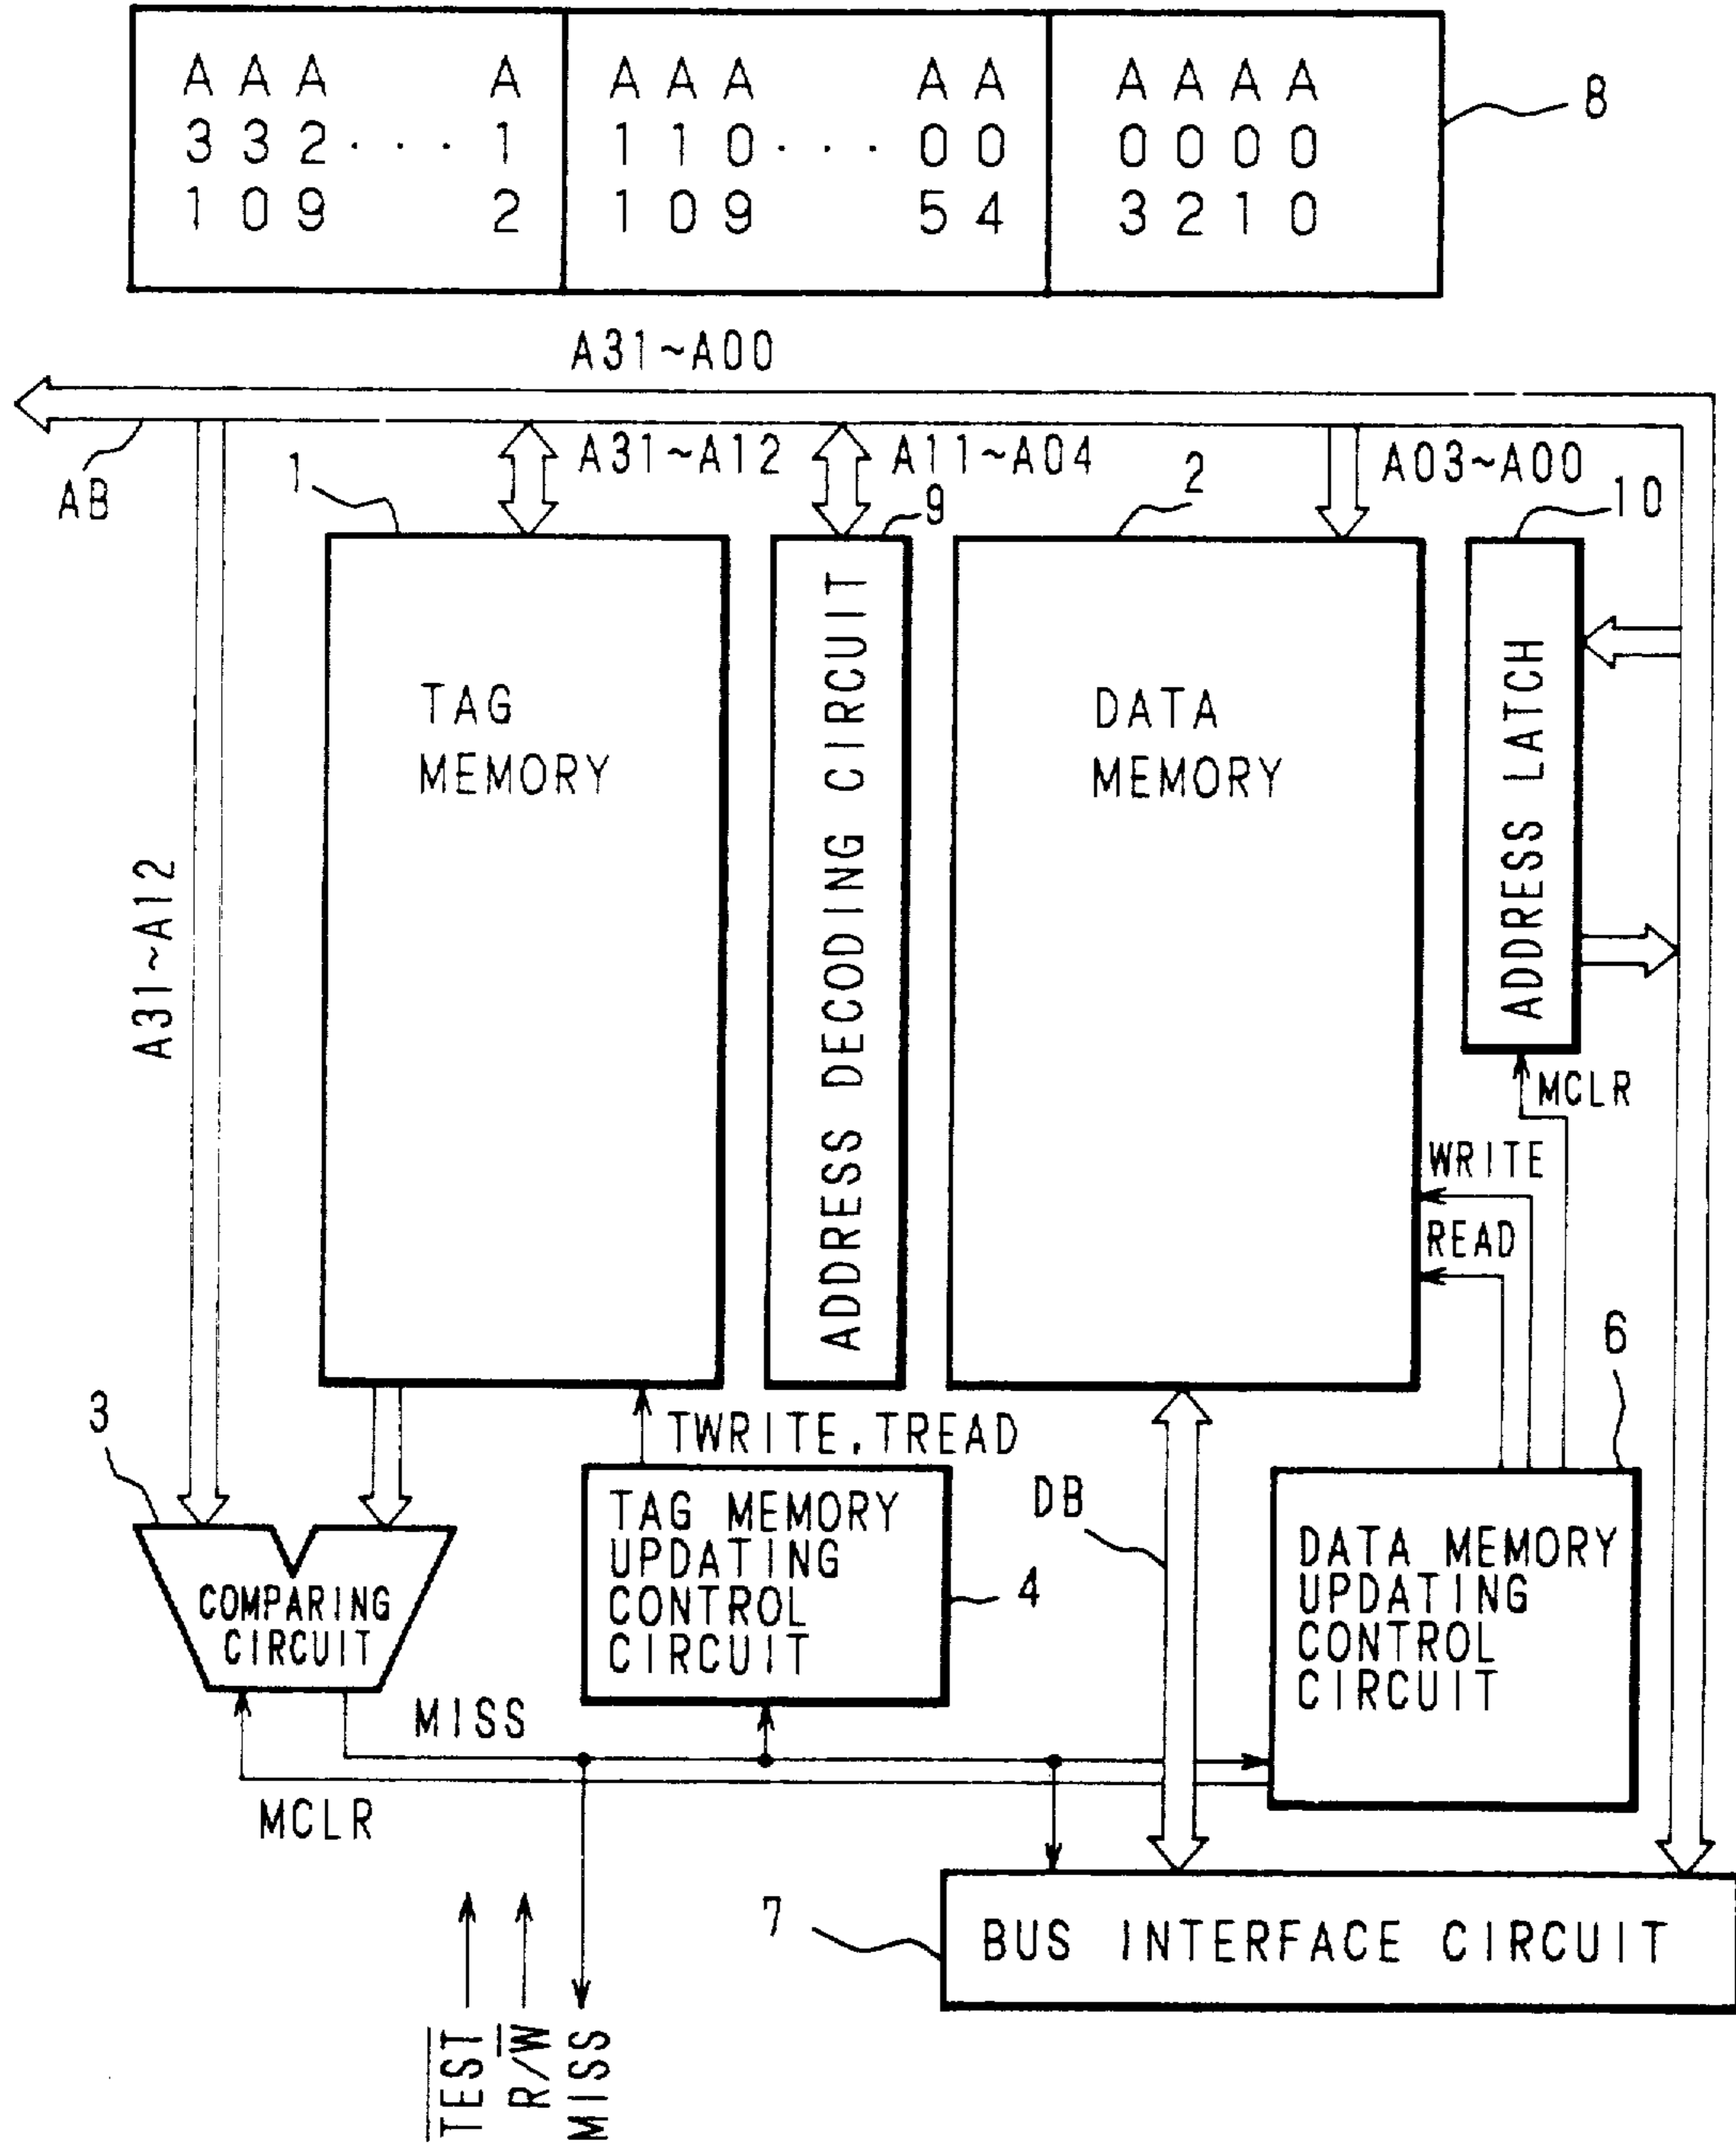 A A A A A A A A A A A A A
3 3 2 · · · 1 1 1 0 · · · 0 0 0 0 0 0
1 0 9 2 1 0 9 5 4 3 2 1 0
8
A31~A00
AB
1
A31~A12
A11~A04
9
2
A03~A00
10
TAG
MEMORY
ADDRESS DECODING CIRCUIT
DATA
MEMORY
ADDRESS LATCH
A31~A12
MCLR
WRITE
READ
6
3
TWRITE.TREAD
DB
COMPARING
CIRCUIT
TAG MEMORY
UPDATING
CONTROL
CIRCUIT
4
DATA MEMORY
UPDATING
CONTROL
CIRCUIT
MISS
MCLR
7
BUS INTERFACE CIRCUIT
T̅E̅S̅T̅
R/W̅
MISS